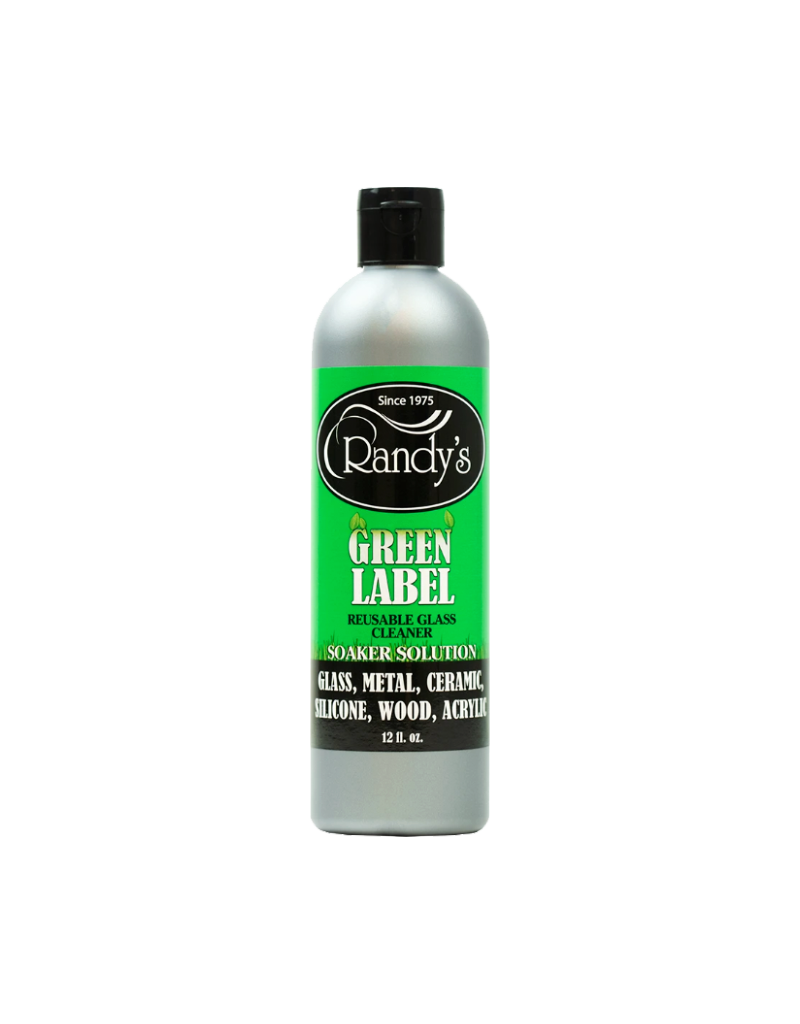 Since 1975
Randy's
GREEN
LABEL
REUSABLE GLASS
CLEANER
SOAKER SOLUTION
GLASS, METAL, CERAMIC,
SILICONE, WOOD, ACRYLIC
12 fl. oz.